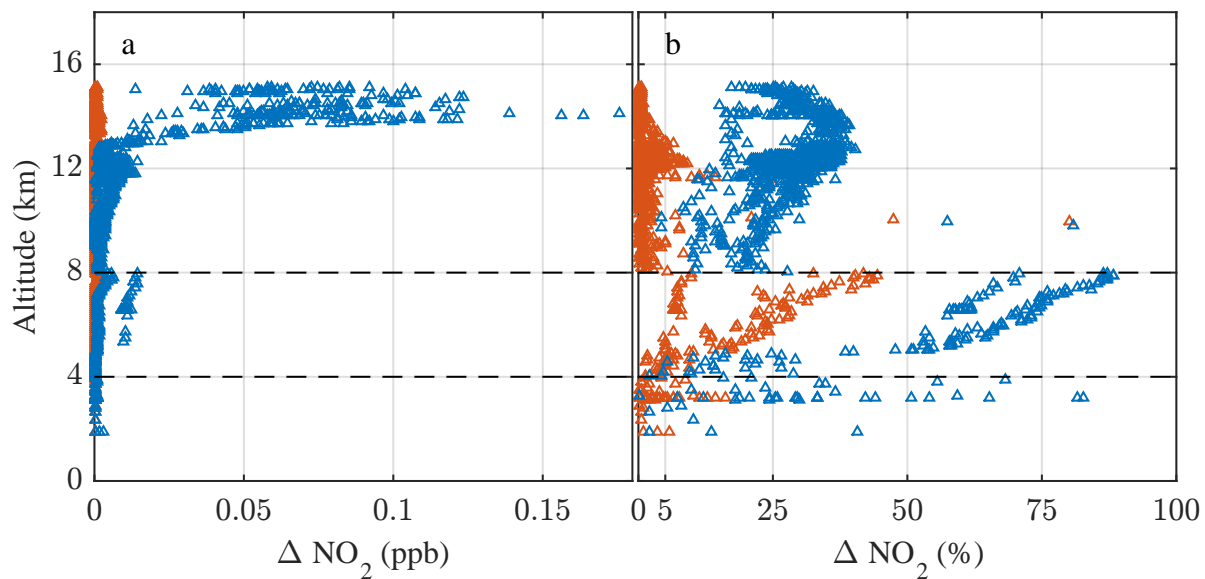 a
b
16
12
8
4
0
Altitude (km)
0 0.05 0.1 0.15
0 5 25 50 75 100
Δ NO₂ (ppb)
Δ NO₂ (%)